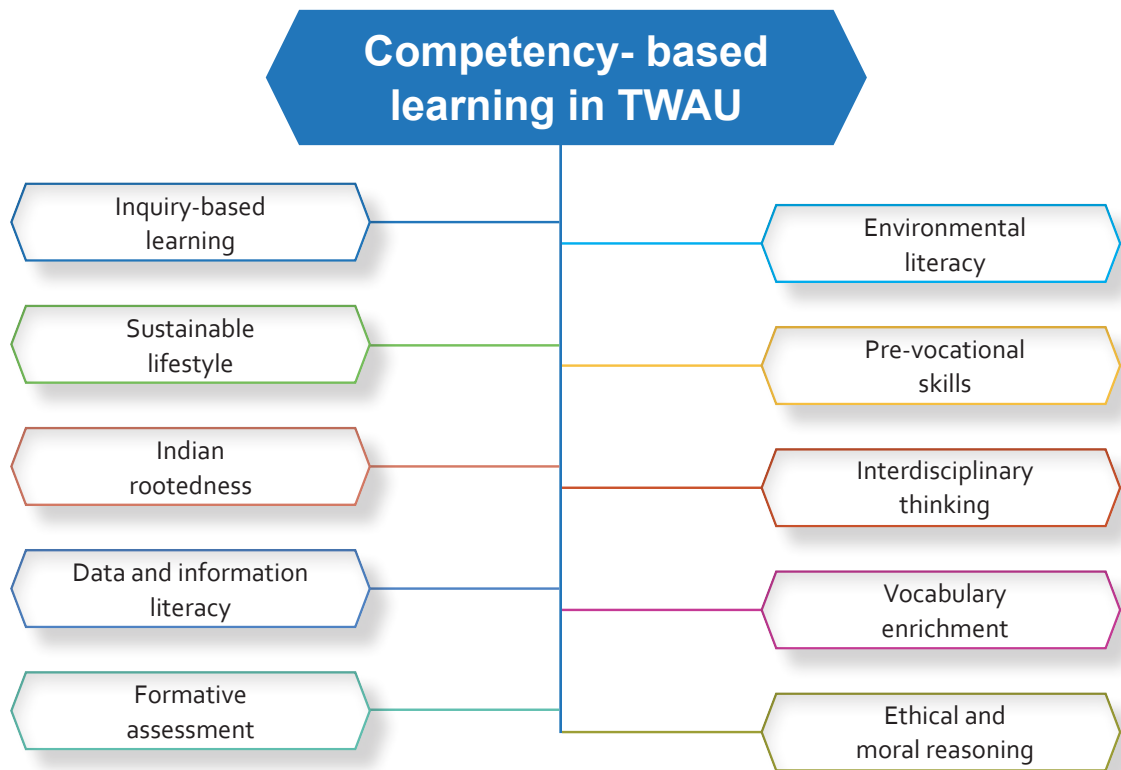 Competency- based
learning in TWAU
Inquiry-based
learning
Environmental
literacy
Sustainable
lifestyle
Pre-vocational
skills
Indian
rootedness
Interdisciplinary
thinking
Data and information
literacy
Vocabulary
enrichment
Formative
assessment
Ethical and
moral reasoning